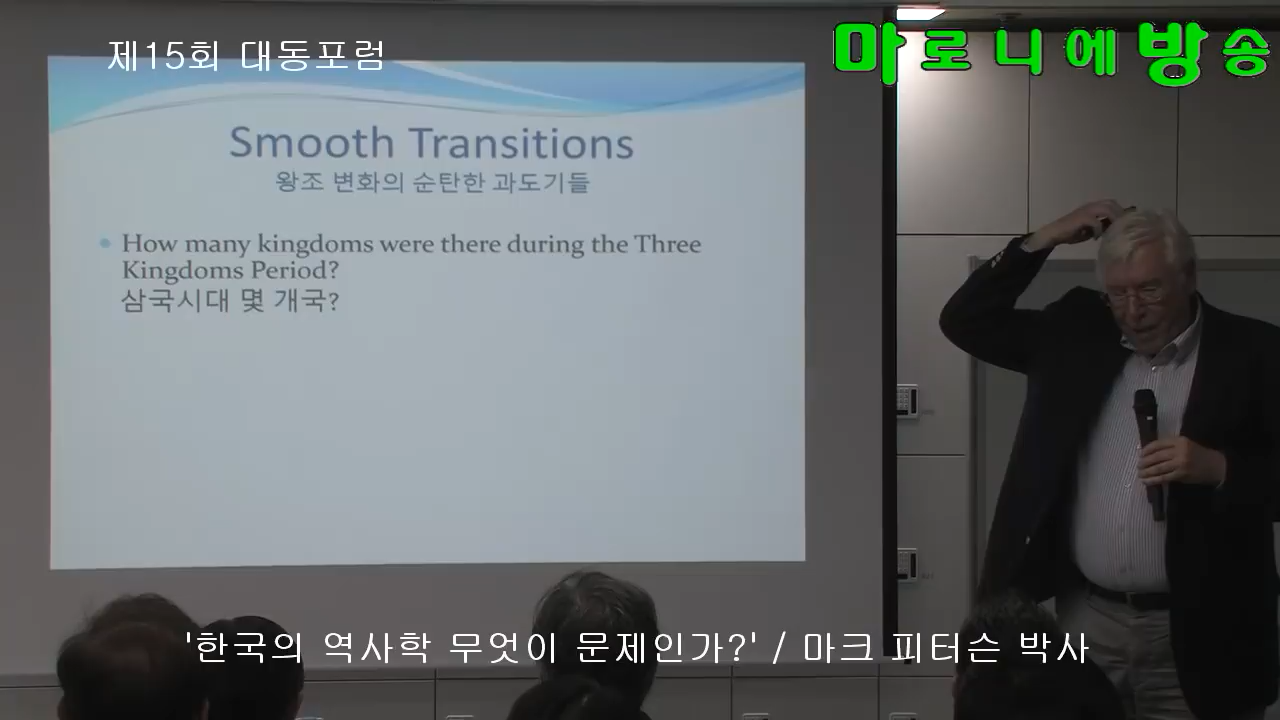 제15회 대동포럼
마로니에방송
Smooth Transitions
왕조 변화의 순탄한 과도기들
How many kingdoms were there during the Three
Kingdoms Period?
삼국시대 몇 개국?
'한국의 역사학 무엇이 문제인가?' / 마크 피터슨 박사